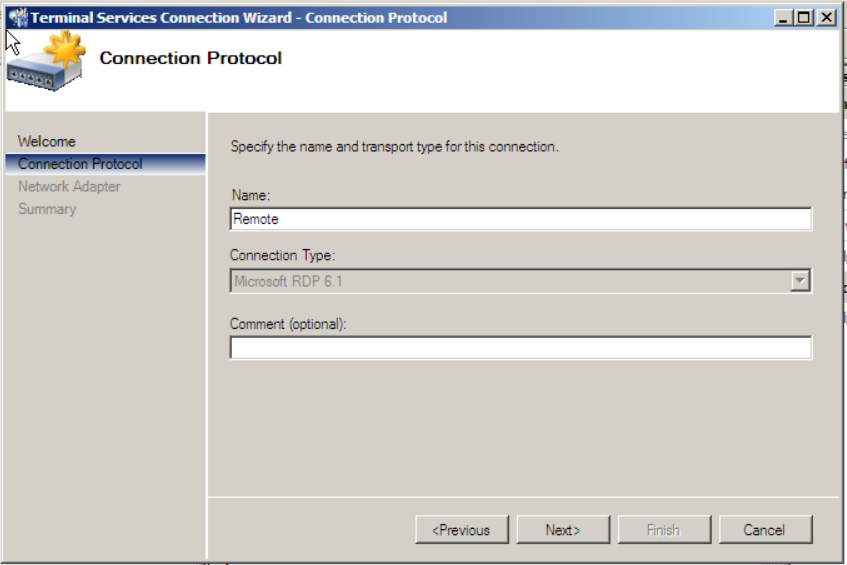 Terminal Services Connection Wizard - Connection Protocol
Connection Protocol
Welcome
Connection Protocol
Network Adapter
Summary
Specify the name and transport type for this connection.
Name:
Remote
Connection Type:
Microsoft RDP 6.1
Comment (optional):
<Previous
Next>
Finish
Cancel